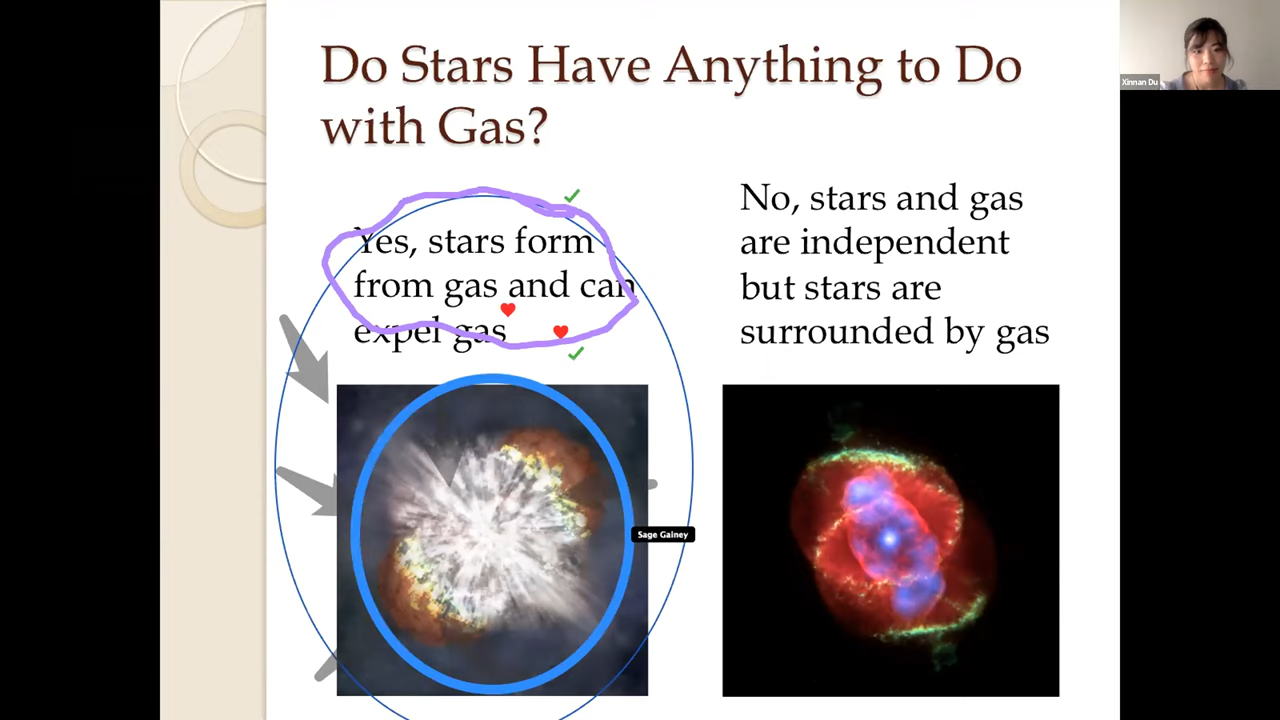 Do Stars Have Anything to Do
with Gas?
Xinnan Du
Yes, stars form
from gas and can
expel gas
No, stars and gas
are independent
but stars are
surrounded by gas
Sage Gainey